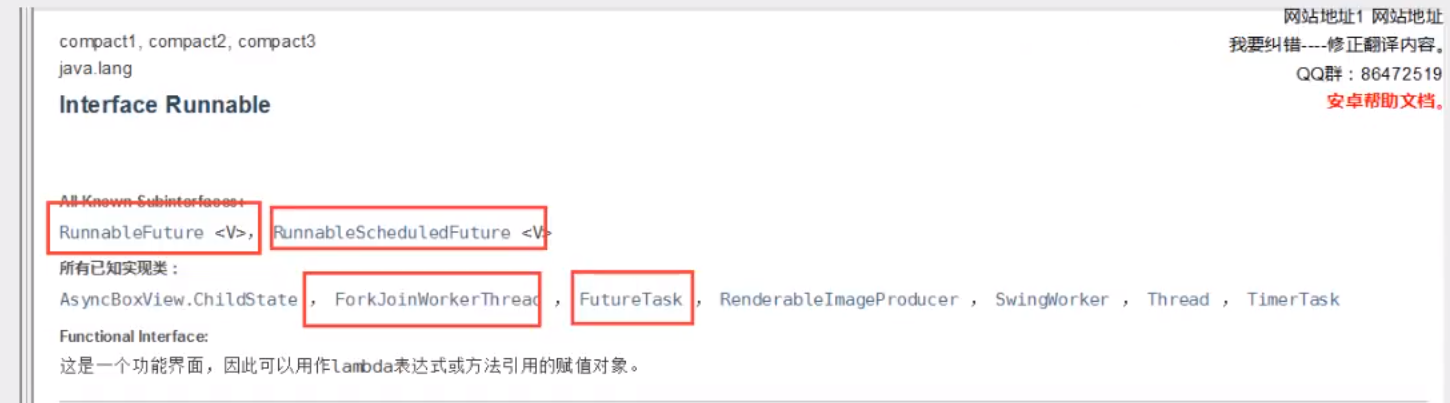 网站地址1 网站地址
compact1, compact2, compact3
我要纠错----修正翻译内容。
java.lang
QQ群：86472519
Interface Runnable
安卓帮助文档。
All Known Subinterfaces:
RunnableFuture <V>， RunnableScheduledFuture <V>
所有已知实现类：
AsyncBoxView.ChildState ， ForkJoinWorkerThread ， FutureTask ， RenderableImageProducer ， SwingWorker ， Thread ， TimerTask
Functional Interface:
这是一个功能界面，因此可以用作lambda表达式或方法引用的赋值对象。